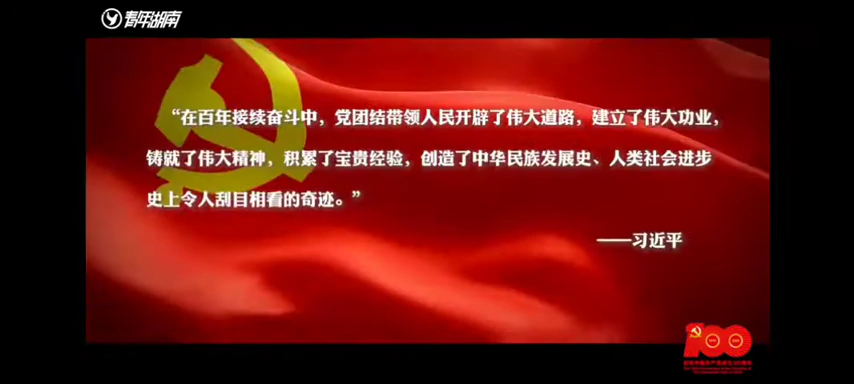 青年湖南
“在百年接续奋斗中，党团结带领人民开辟了伟大道路，建立了伟大功业，
铸就了伟大精神，积累了宝贵经验，创造了中华民族发展史、人类社会进步
史上令人刮目相看的奇迹。”
——习近平
100